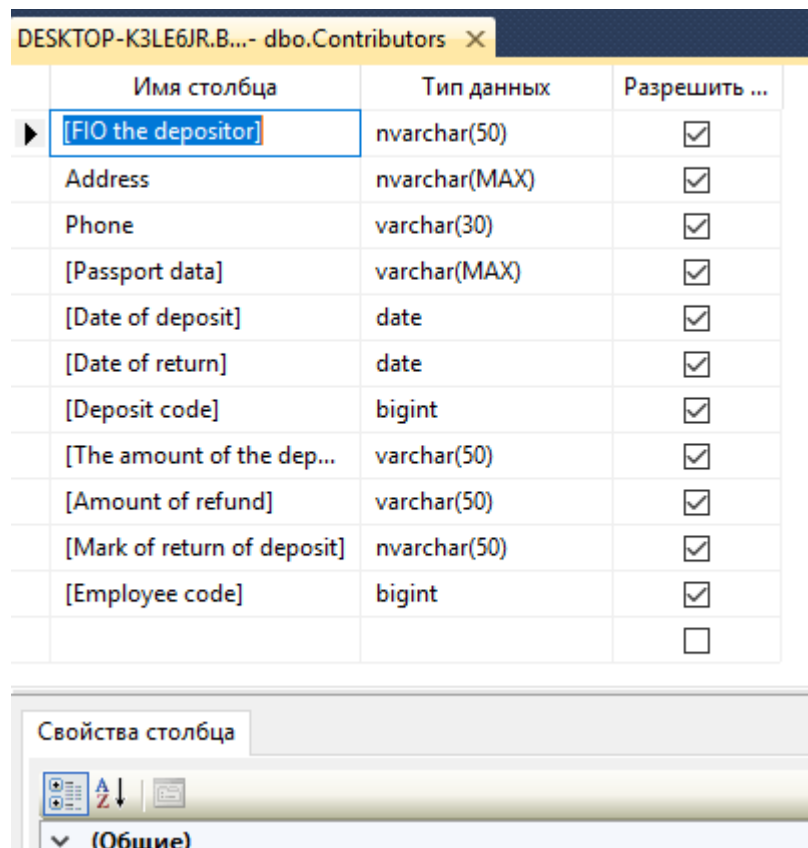 DESKTOP-K3LE6JR.B...- dbo.Contributors
Имя столбца Тип данных Разрешить ...
[FIO the depositor] nvarchar(50)
Address nvarchar(MAX)
Phone varchar(30)
[Passport data] varchar(MAX)
[Date of deposit] date
[Date of return] date
[Deposit code] bigint
[The amount of the dep... varchar(50)
[Amount of refund] varchar(50)
[Mark of return of deposit] nvarchar(50)
[Employee code] bigint
Свойства столбца
(Общие)